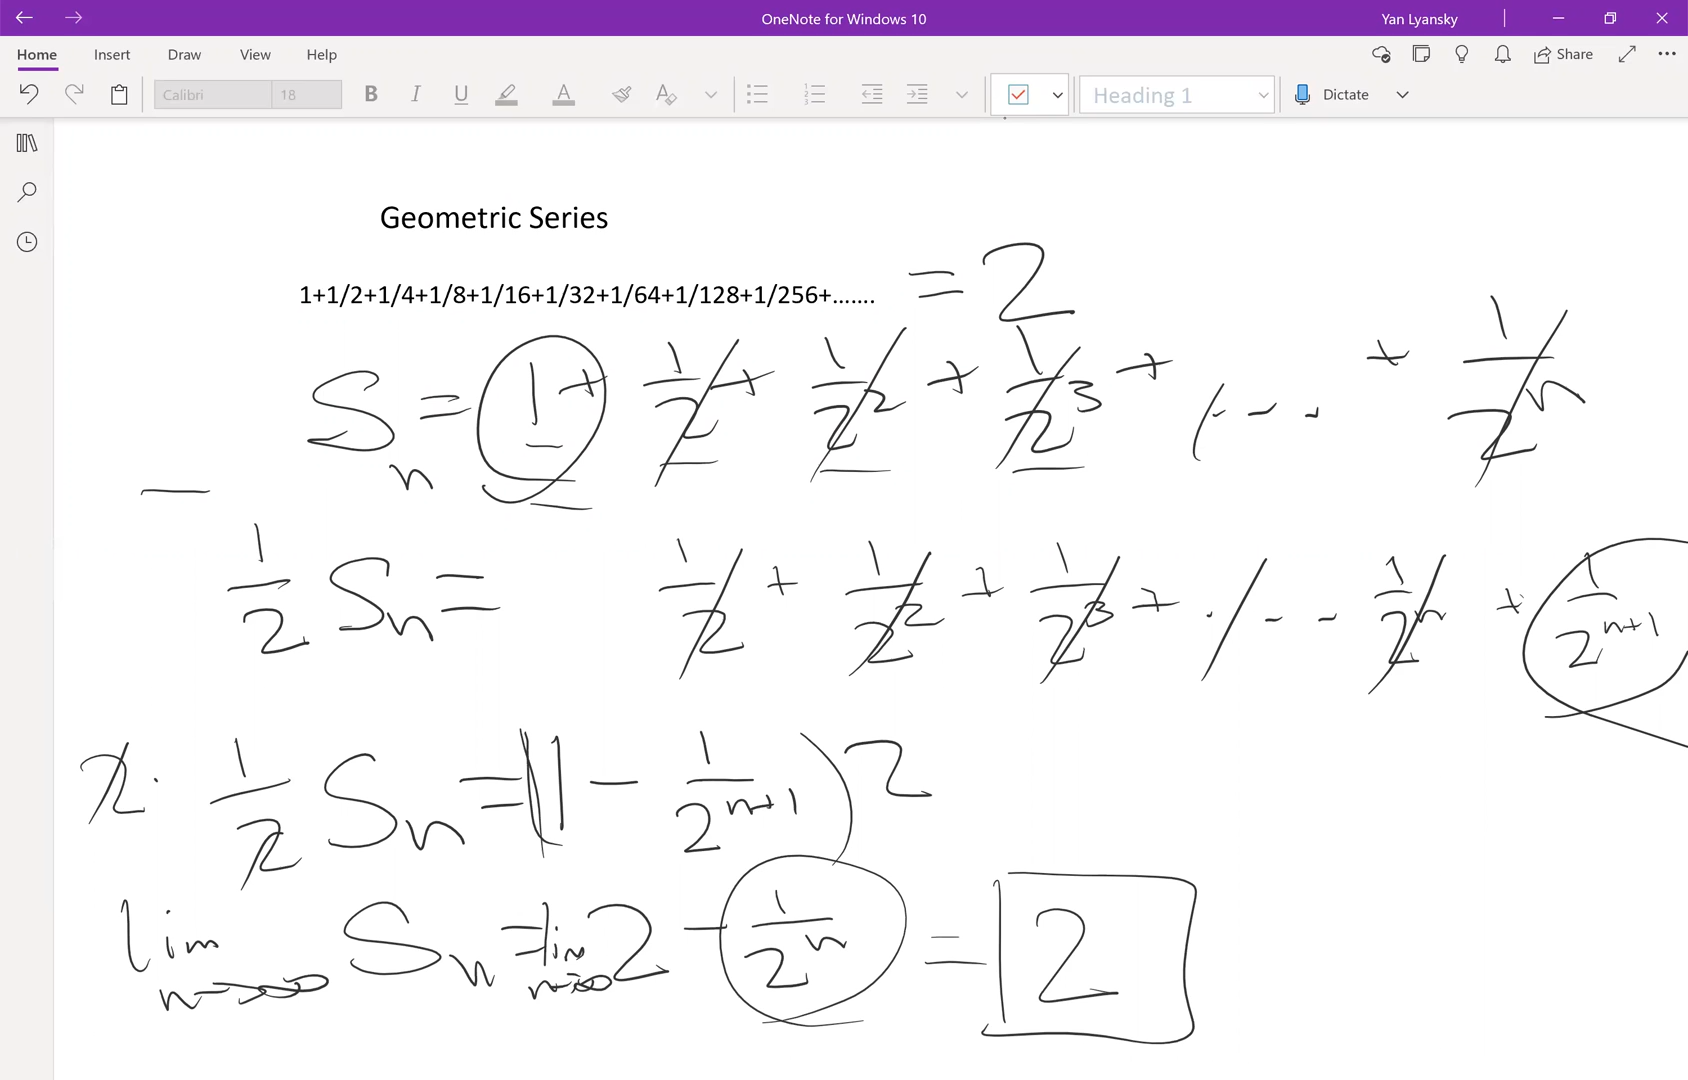 OneNote for Windows 10
Yan Lyansky
Home Insert Draw View Help
Share
Calibri 18 B I U A Heading 1 Dictate
Geometric Series
1+1/2+1/4+1/8+1/16+1/32+1/64+1/128+1/256+....... = 2
S_n = 1 + 1/2 + 1/2^2 + 1/2^3 + ... + 1/2^n
−
1/2 S_n = 1/2 + 1/2^2 + 1/2^3 + ... 1/2^n + 1/2^(n+1)
2 · 1/2 S_n = (1 − 1/2^(n+1)) 2
lim n→∞ S_n = lim n→∞ 2 − 1/2^n = 2